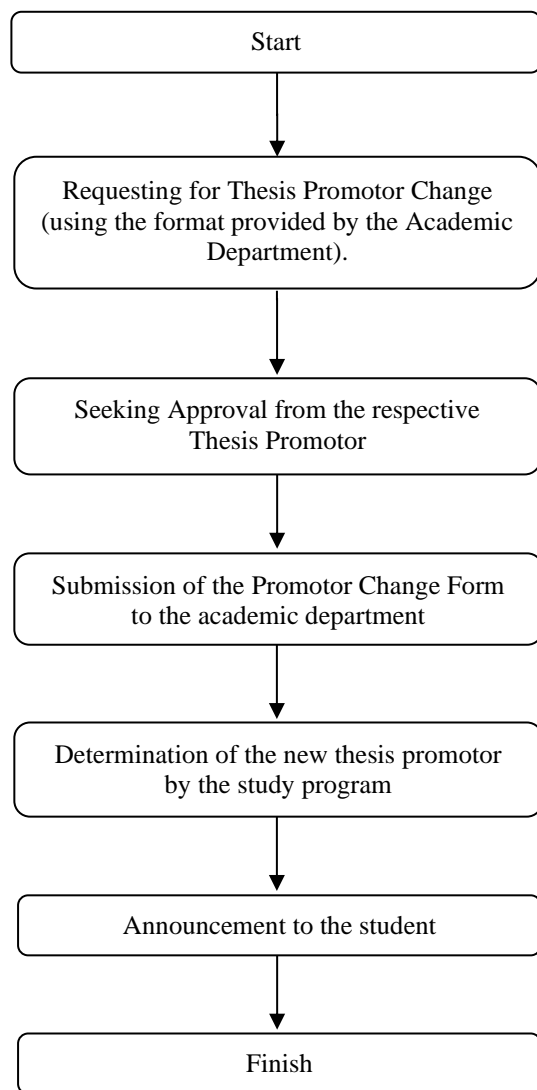 Start
Requesting for Thesis Promotor Change
(using the format provided by the Academic
Department).
Seeking Approval from the respective
Thesis Promotor
Submission of the Promotor Change Form
to the academic department
Determination of the new thesis promotor
by the study program
Announcement to the student
Finish